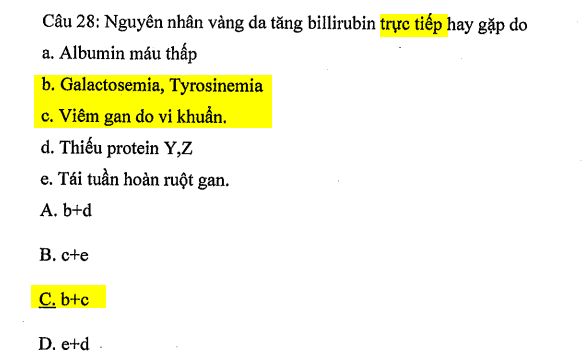 Câu 28: Nguyên nhân vàng da tăng billirubin trực tiếp hay gặp do
a. Albumin máu thấp
b. Galactosemia, Tyrosinemia
c. Viêm gan do vi khuẩn.
d. Thiếu protein Y,Z
e. Tái tuần hoàn ruột gan.
A. b+d
B. c+e
C. b+c
D. e+d